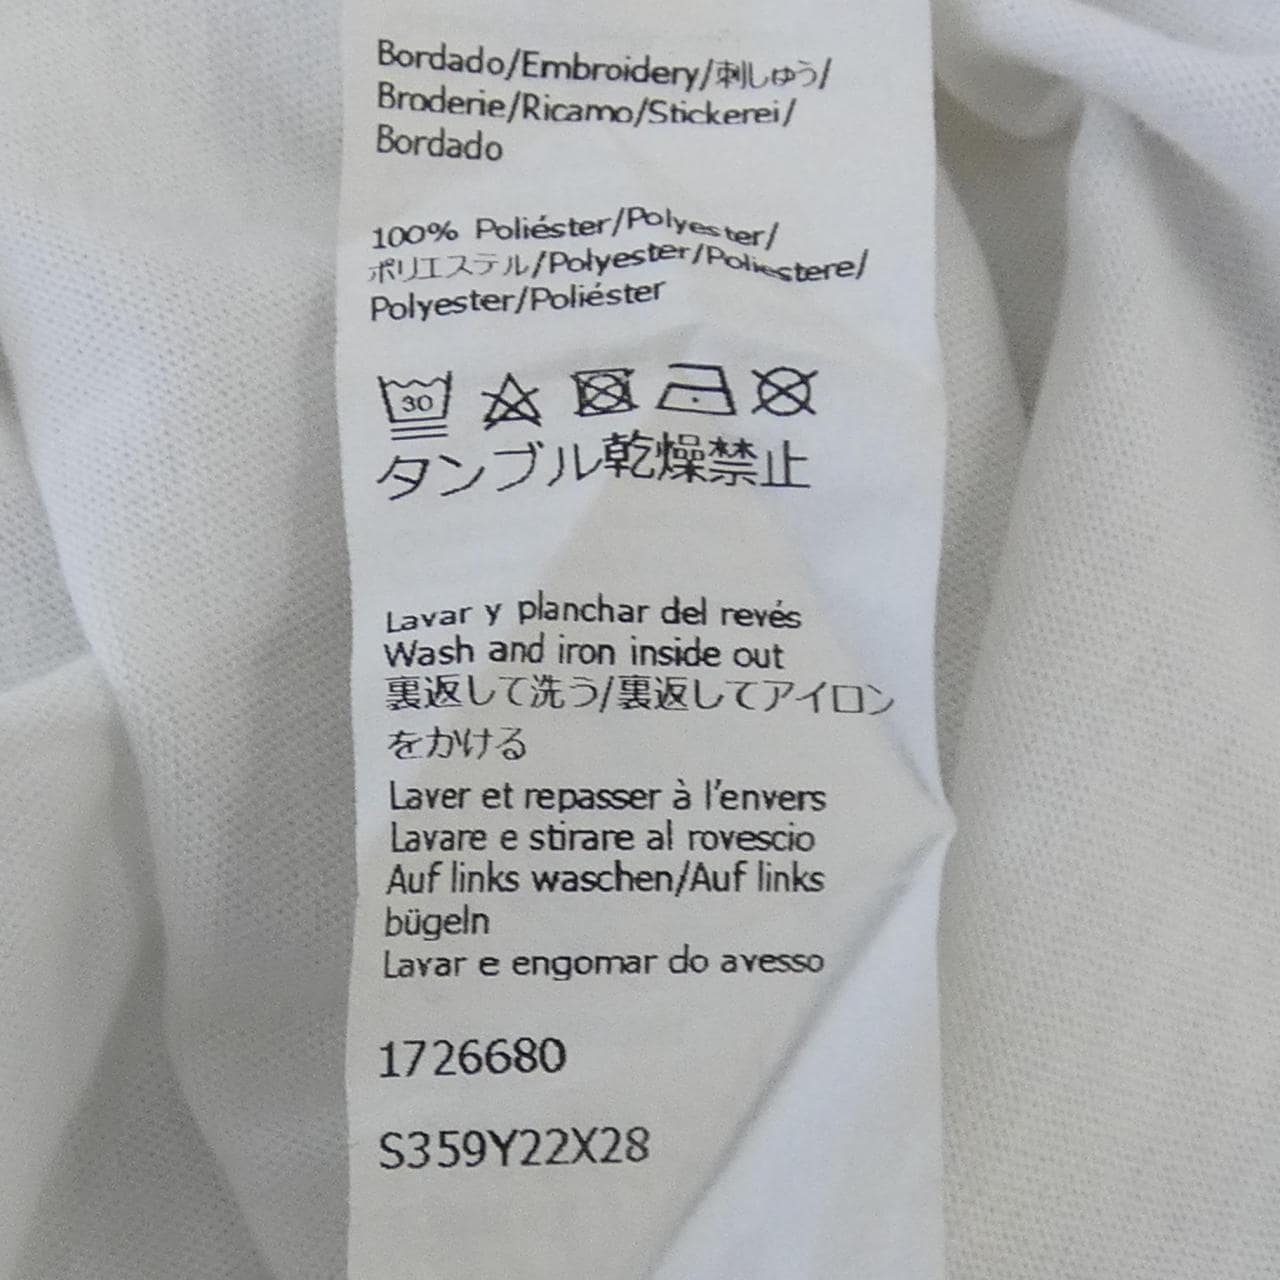 Bordado/Embroidery/刺しゅう/
Broderie/Ricamo/Stickerei/
Bordado
100% Poliéster/Polyester/
ポリエステル/Polyester/Poliestere/
Polyester/Poliéster
30
タンブル乾燥禁止
Lavar y planchar del revés
Wash and iron inside out
裏返して洗う/裏返してアイロン
をかける
Laver et repasser à l'envers
Lavare e stirare al rovescio
Auf links waschen/Auf links
bügeln
Lavar e engomar do avesso
1726680
S359Y22X28